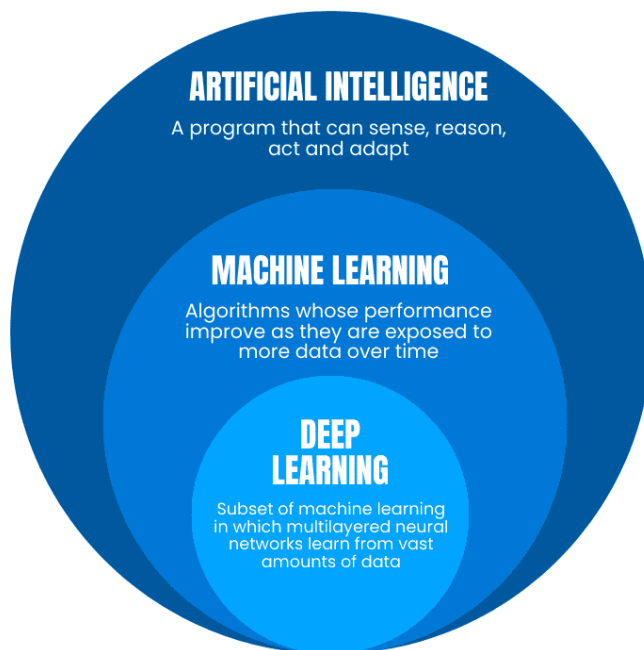 ARTIFICIAL INTELLIGENCE
A program that can sense, reason,
act and adapt
MACHINE LEARNING
Algorithms whose performance
improve as they are exposed to
more data over time
DEEP
LEARNING
Subset of machine learning
in which multilayered neural
networks learn from vast
amounts of data